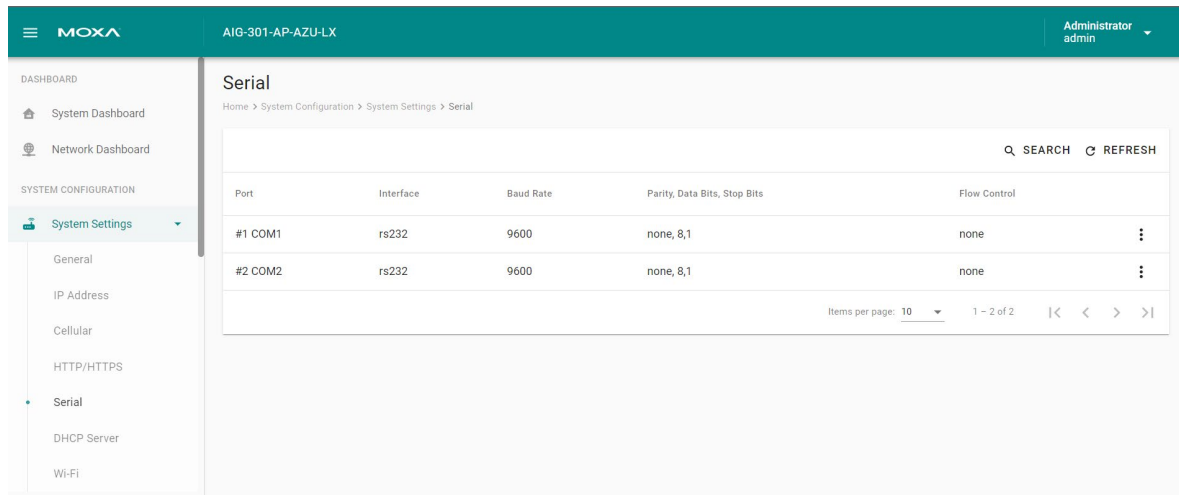 MOXA
AIG-301-AP-AZU-LX
Administrator
admin
DASHBOARD
System Dashboard
Network Dashboard
SYSTEM CONFIGURATION
System Settings
General
IP Address
Cellular
HTTP/HTTPS
Serial
DHCP Server
Wi-Fi
Serial
Home > System Configuration > System Settings > Serial
SEARCH REFRESH
Port Interface Baud Rate Parity, Data Bits, Stop Bits Flow Control
#1 COM1 rs232 9600 none, 8,1 none
#2 COM2 rs232 9600 none, 8,1 none
Items per page: 10 1 – 2 of 2